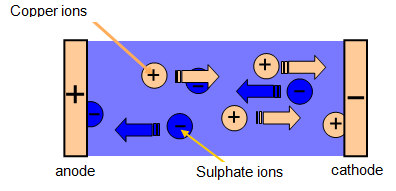 Copper ions
+
−
+
−
+
−
+
−
+
−
+
anode
Sulphate ions
cathode